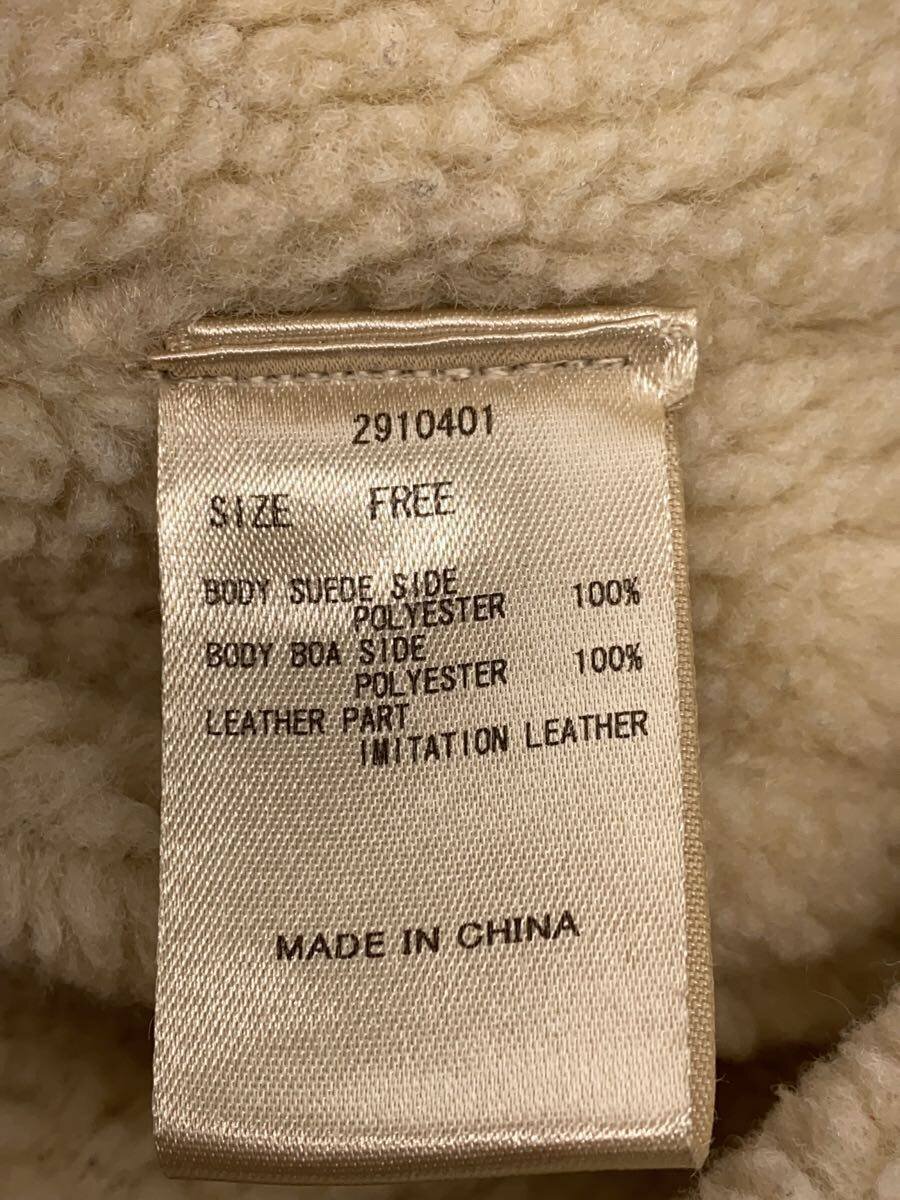 2910401
SIZE FREE
BODY SUEDE SIDE
POLYESTER 100%
BODY BOA SIDE
POLYESTER 100%
LEATHER PART
IMITATION LEATHER
MADE IN CHINA